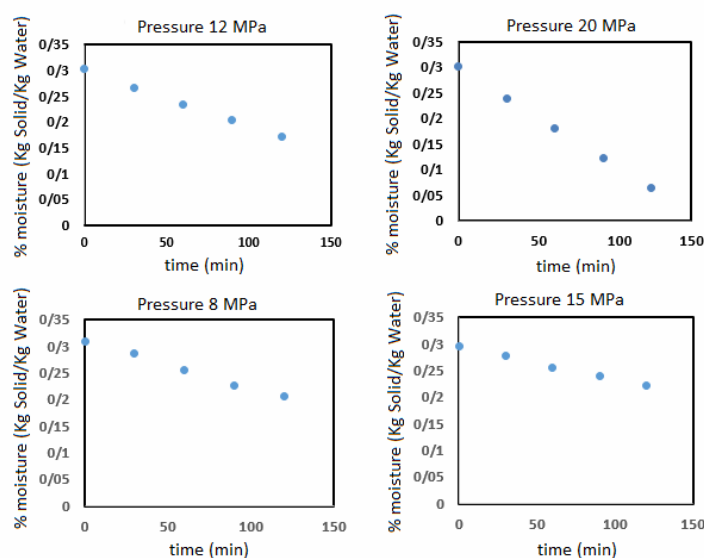 Pressure 12 MPa
% moisture (Kg Solid/Kg Water)
0/35
0/3
0/25
0/2
0/15
0/1
0/05
0
0 50 100 150
time (min)
Pressure 20 MPa
% moisture (Kg Solid/Kg Water)
0/35
0/3
0/25
0/2
0/15
0/1
0/05
0
0 50 100 150
time (min)
Pressure 8 MPa
% moisture (Kg Solid/Kg Water)
0/35
0/3
0/25
0/2
0/15
0/1
0/05
0
0 50 100 150
time (min)
Pressure 15 MPa
% moisture (Kg Solid/Kg Water)
0/35
0/3
0/25
0/2
0/15
0/1
0/05
0
0 50 100 150
time (min)